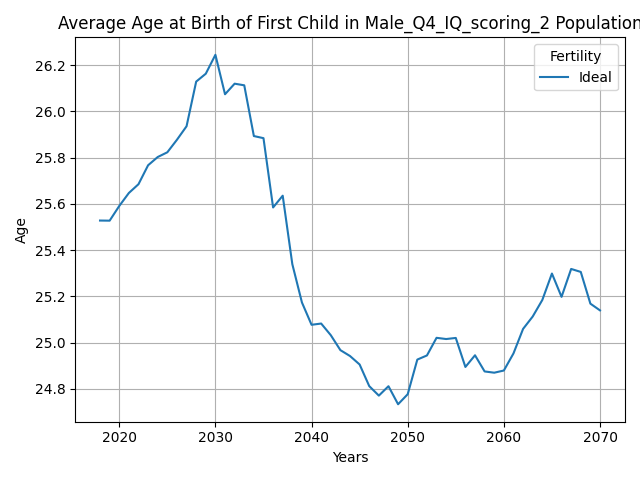 Average Age at Birth of First Child in Male_Q4_IQ_scoring_2 Population
Fertility
Ideal
26.2
26.0
25.8
25.6
25.4
25.2
25.0
24.8
Age
2020 2030 2040 2050 2060 2070
Years